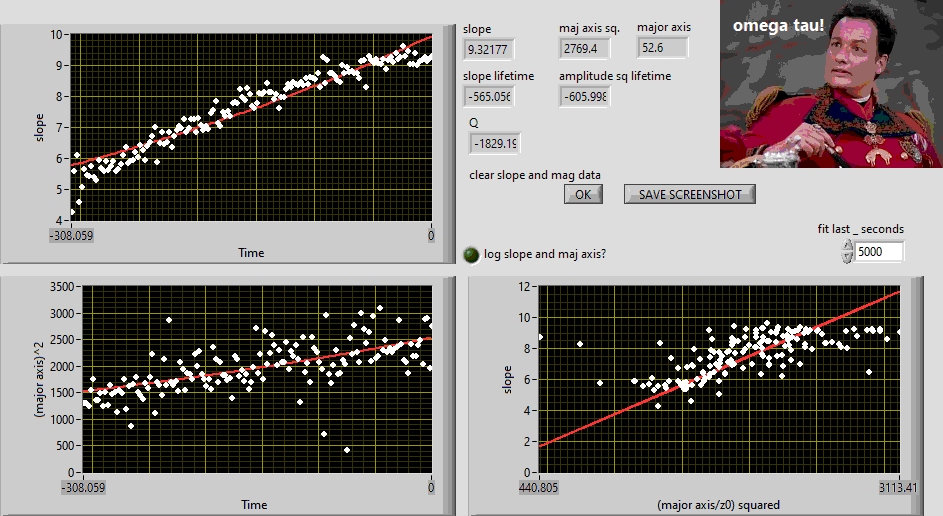 omega tau!
slope
maj axis sq.
major axis
9.32177
2769.4
52.6
slope lifetime
amplitude sq lifetime
-565.056
-605.998
Q
-1829.19
clear slope and mag data
OK
SAVE SCREENSHOT
fit last _ seconds
5000
log slope and maj axis?
10
9
8
7
6
5
4
slope
-308.059
0
Time
3500
3000
2500
2000
1500
1000
500
0
(major axis)^2
-308.059
0
Time
12
10
8
6
4
2
0
slope
440.805
3113.41
(major axis/z0) squared